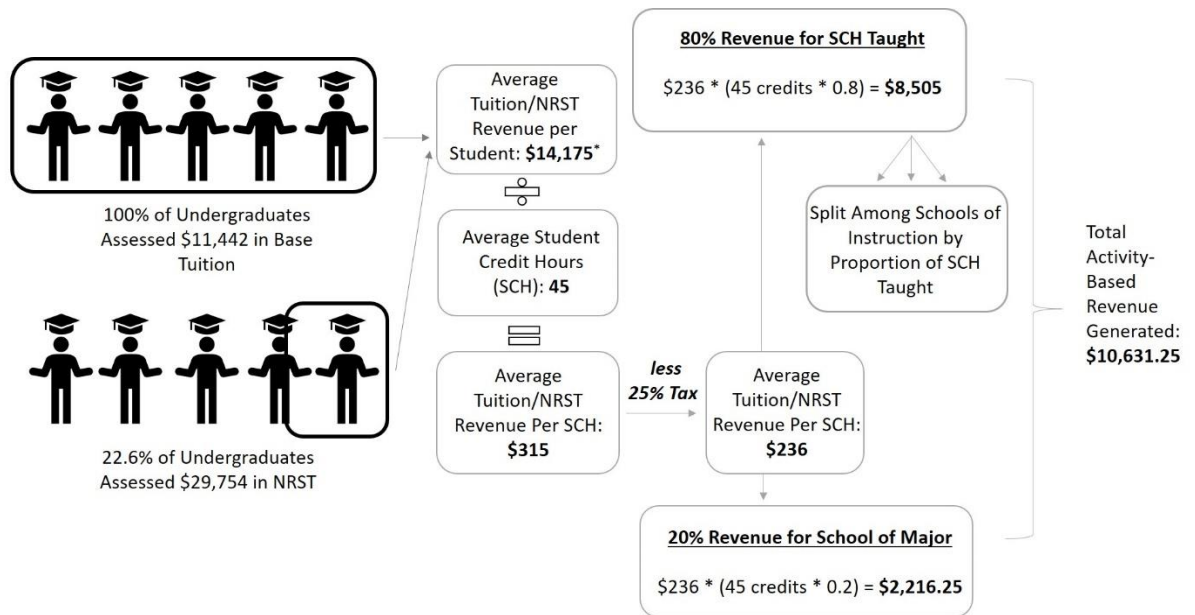 100% of Undergraduates
Assessed $11,442 in Base
Tuition
22.6% of Undergraduates
Assessed $29,754 in NRST
Average
Tuition/NRST
Revenue per
Student: $14,175*
Average Student
Credit Hours
(SCH): 45
Average
Tuition/NRST
Revenue Per SCH:
$315
less
25% Tax
Average
Tuition/NRST
Revenue Per SCH:
$236
80% Revenue for SCH Taught
$236 * (45 credits * 0.8) = $8,505
Split Among Schools of
Instruction by
Proportion of SCH
Taught
20% Revenue for School of Major
$236 * (45 credits * 0.2) = $2,216.25
Total
Activity-
Based
Revenue
Generated:
$10,631.25